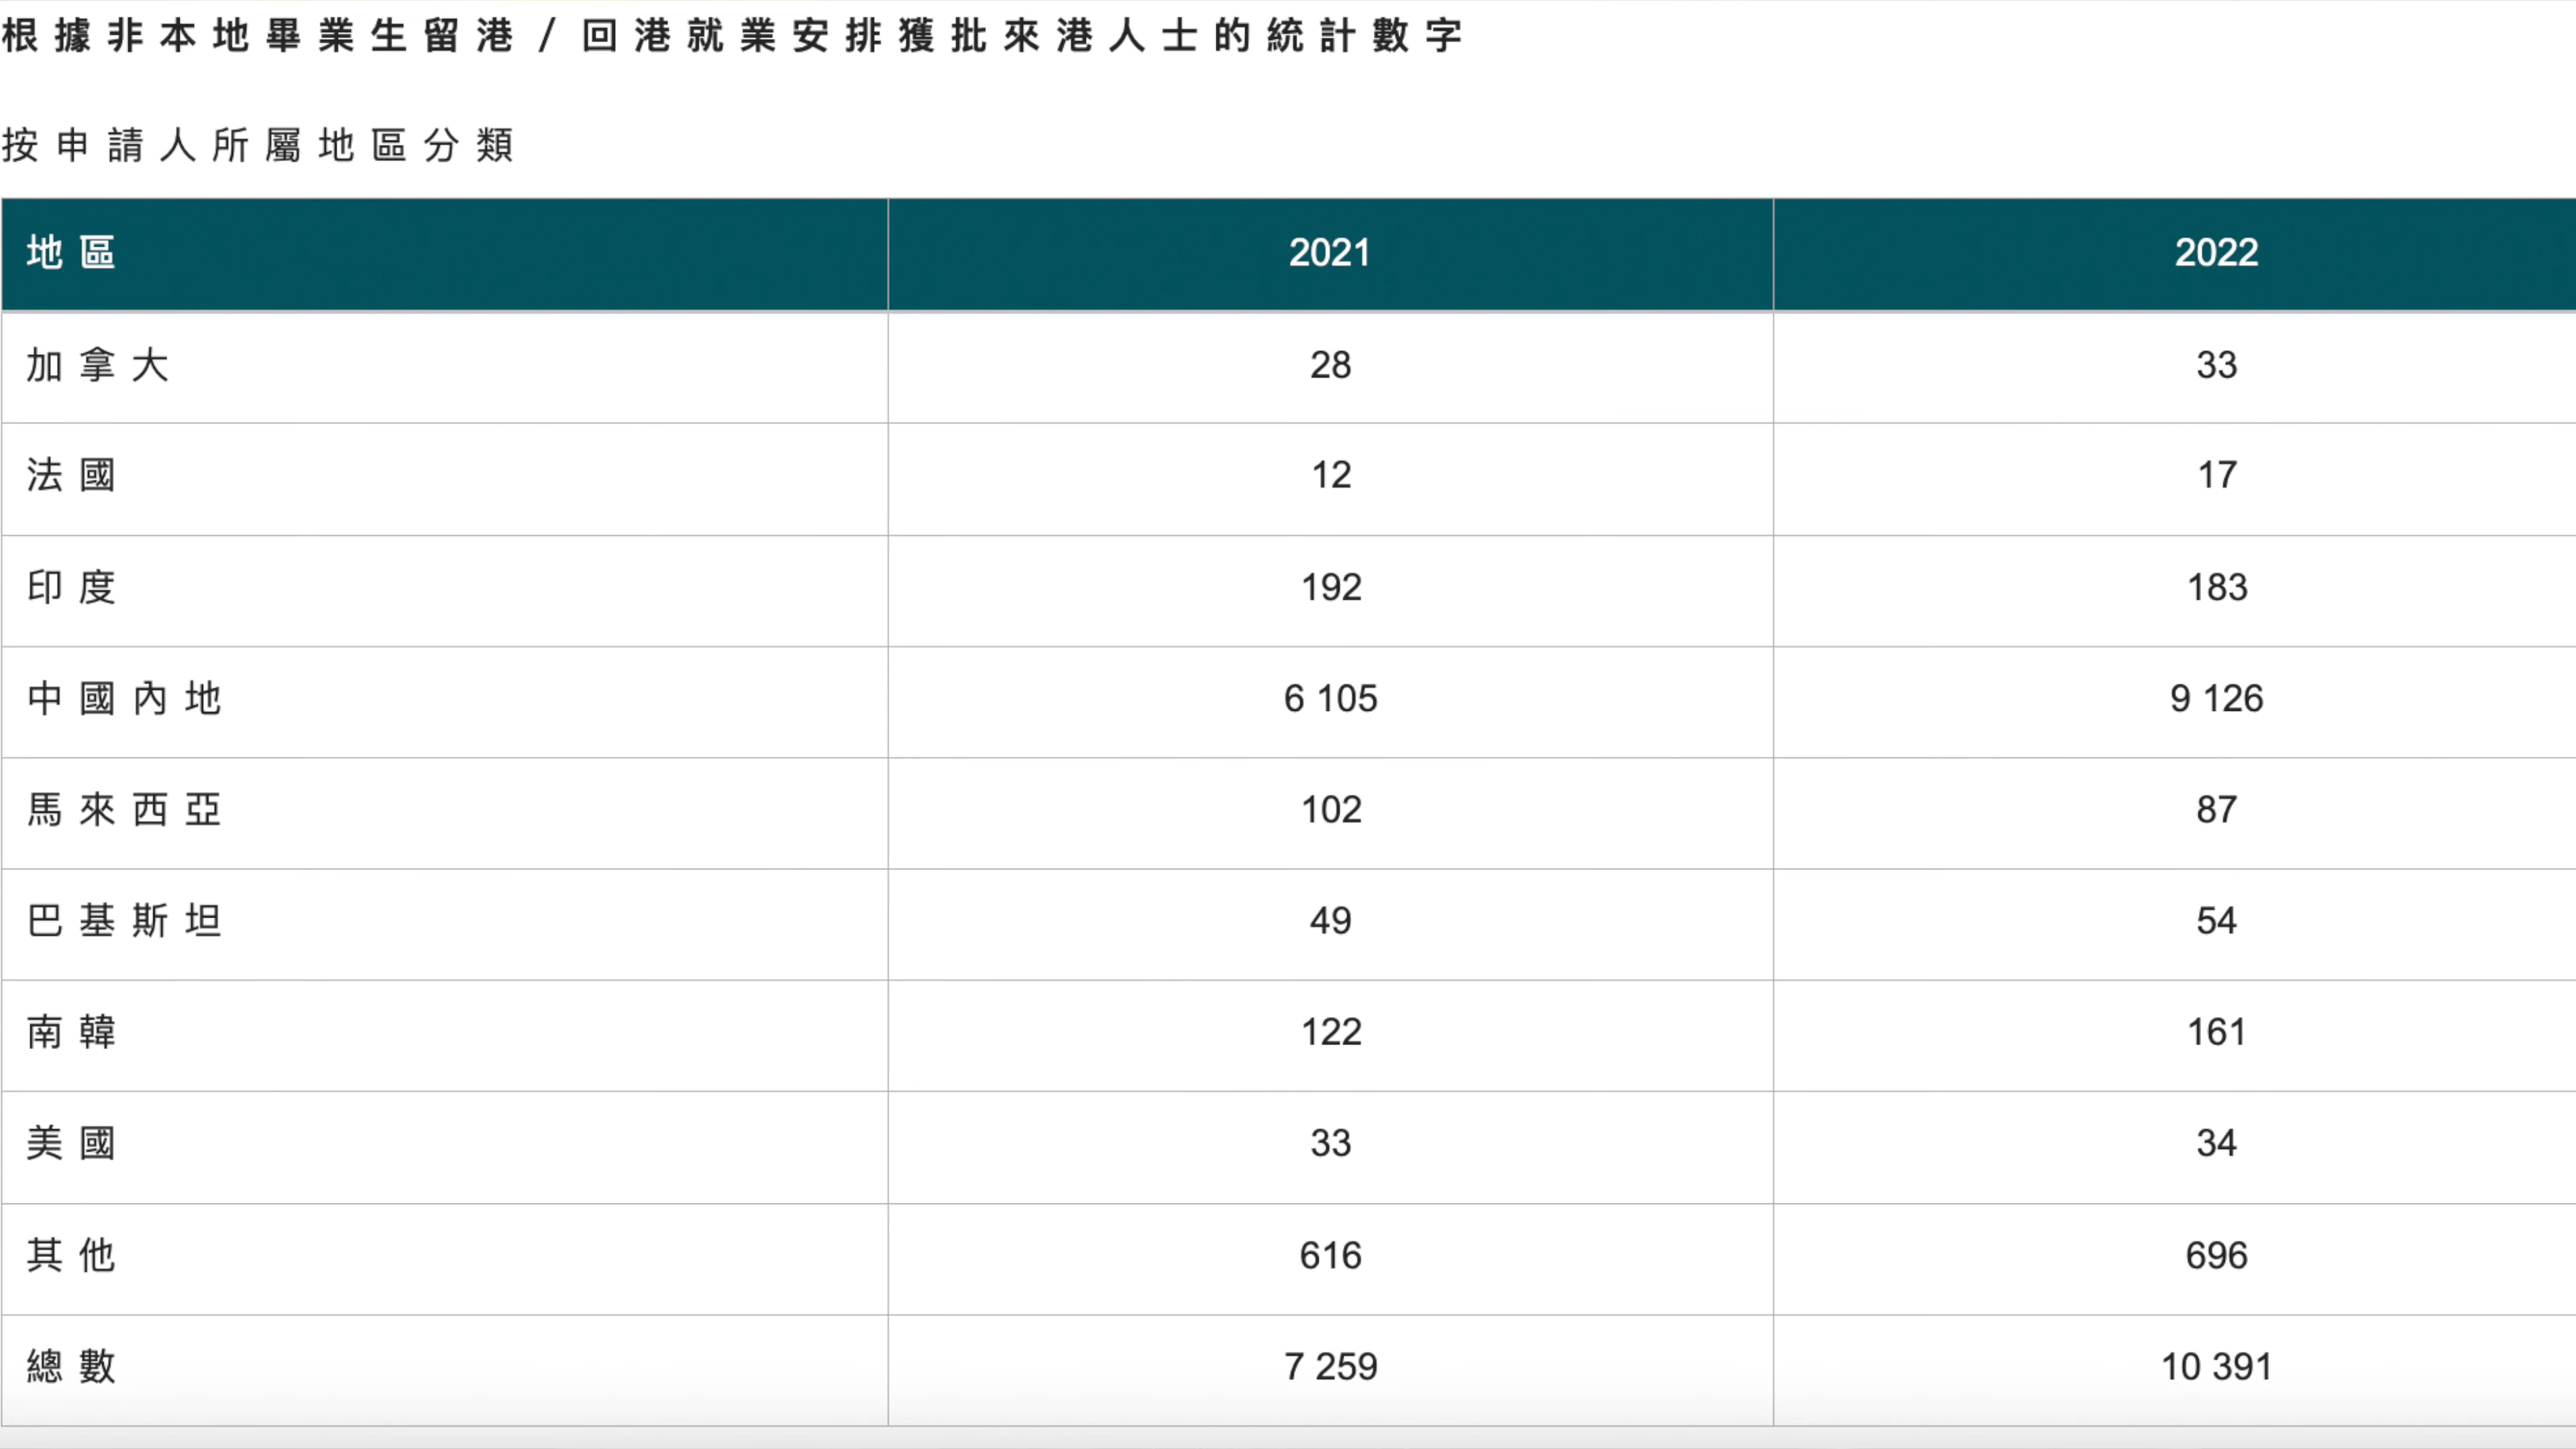 根據非本地畢業生留港/回港就業安排獲批來港人士的統計數字
按申請人所屬地區分類
地區 2021 2022
加拿大 28 33
法國 12 17
印度 192 183
中國內地 6 105 9 126
馬來西亞 102 87
巴基斯坦 49 54
南韓 122 161
美國 33 34
其他 616 696
總數 7 259 10 391